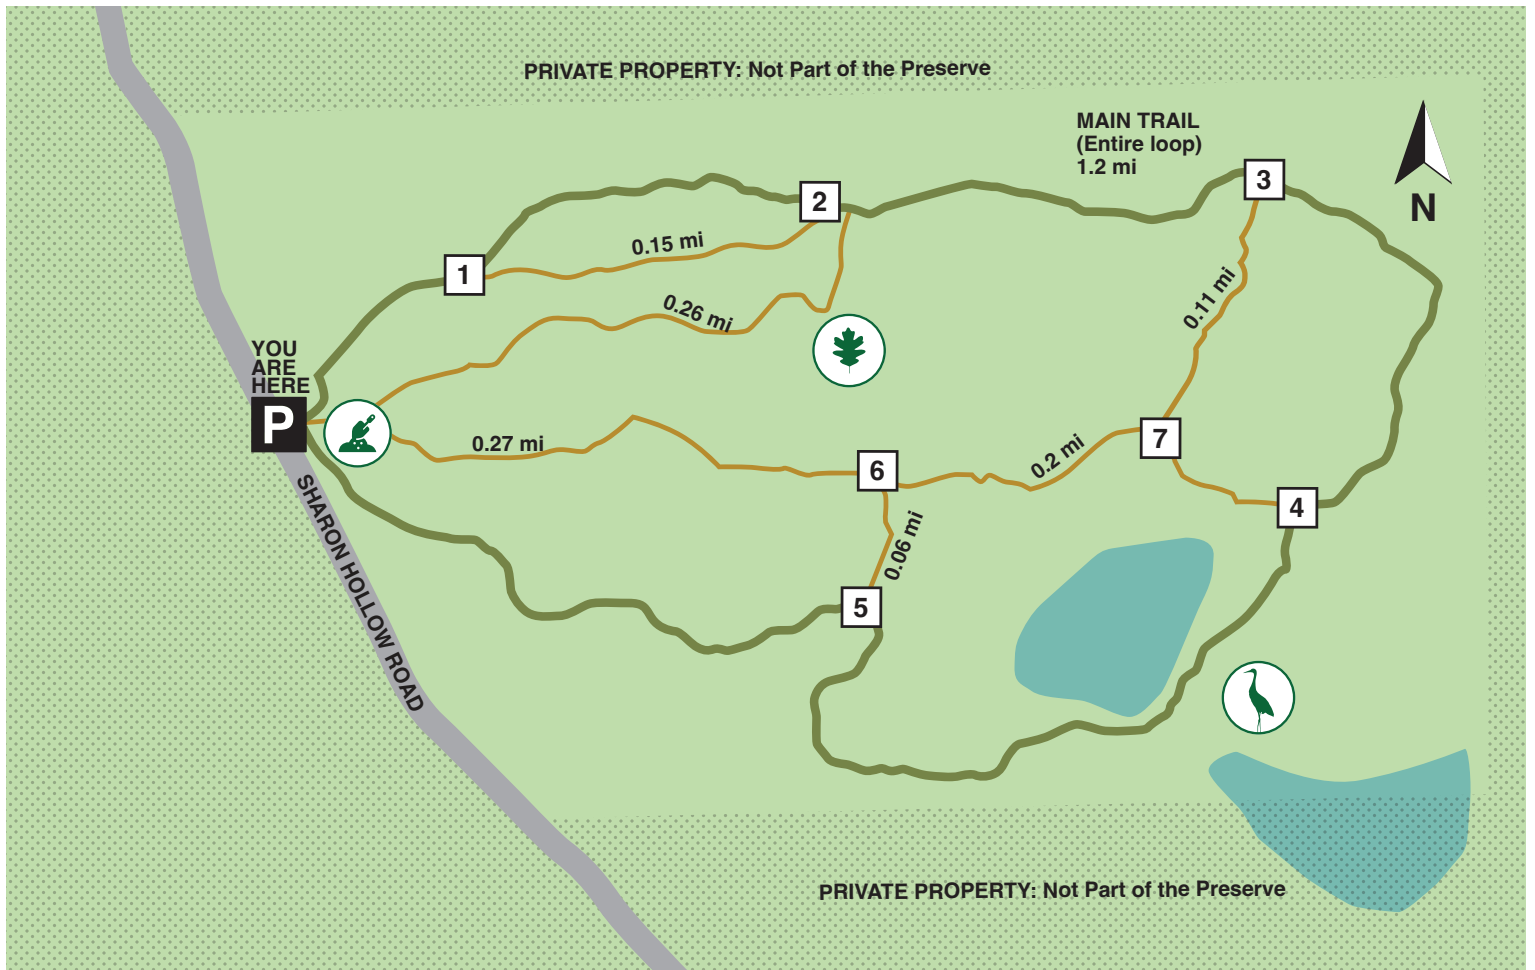 PRIVATE PROPERTY: Not Part of the Preserve
MAIN TRAIL
(Entire loop)
1.2 mi
3
2
N
0.15 mi
1
0.11 mi
0.26 mi
YOU
ARE
HERE
P
0.27 mi
6
0.2 mi
7
4
SHARON HOLLOW ROAD
0.06 mi
5
PRIVATE PROPERTY: Not Part of the Preserve